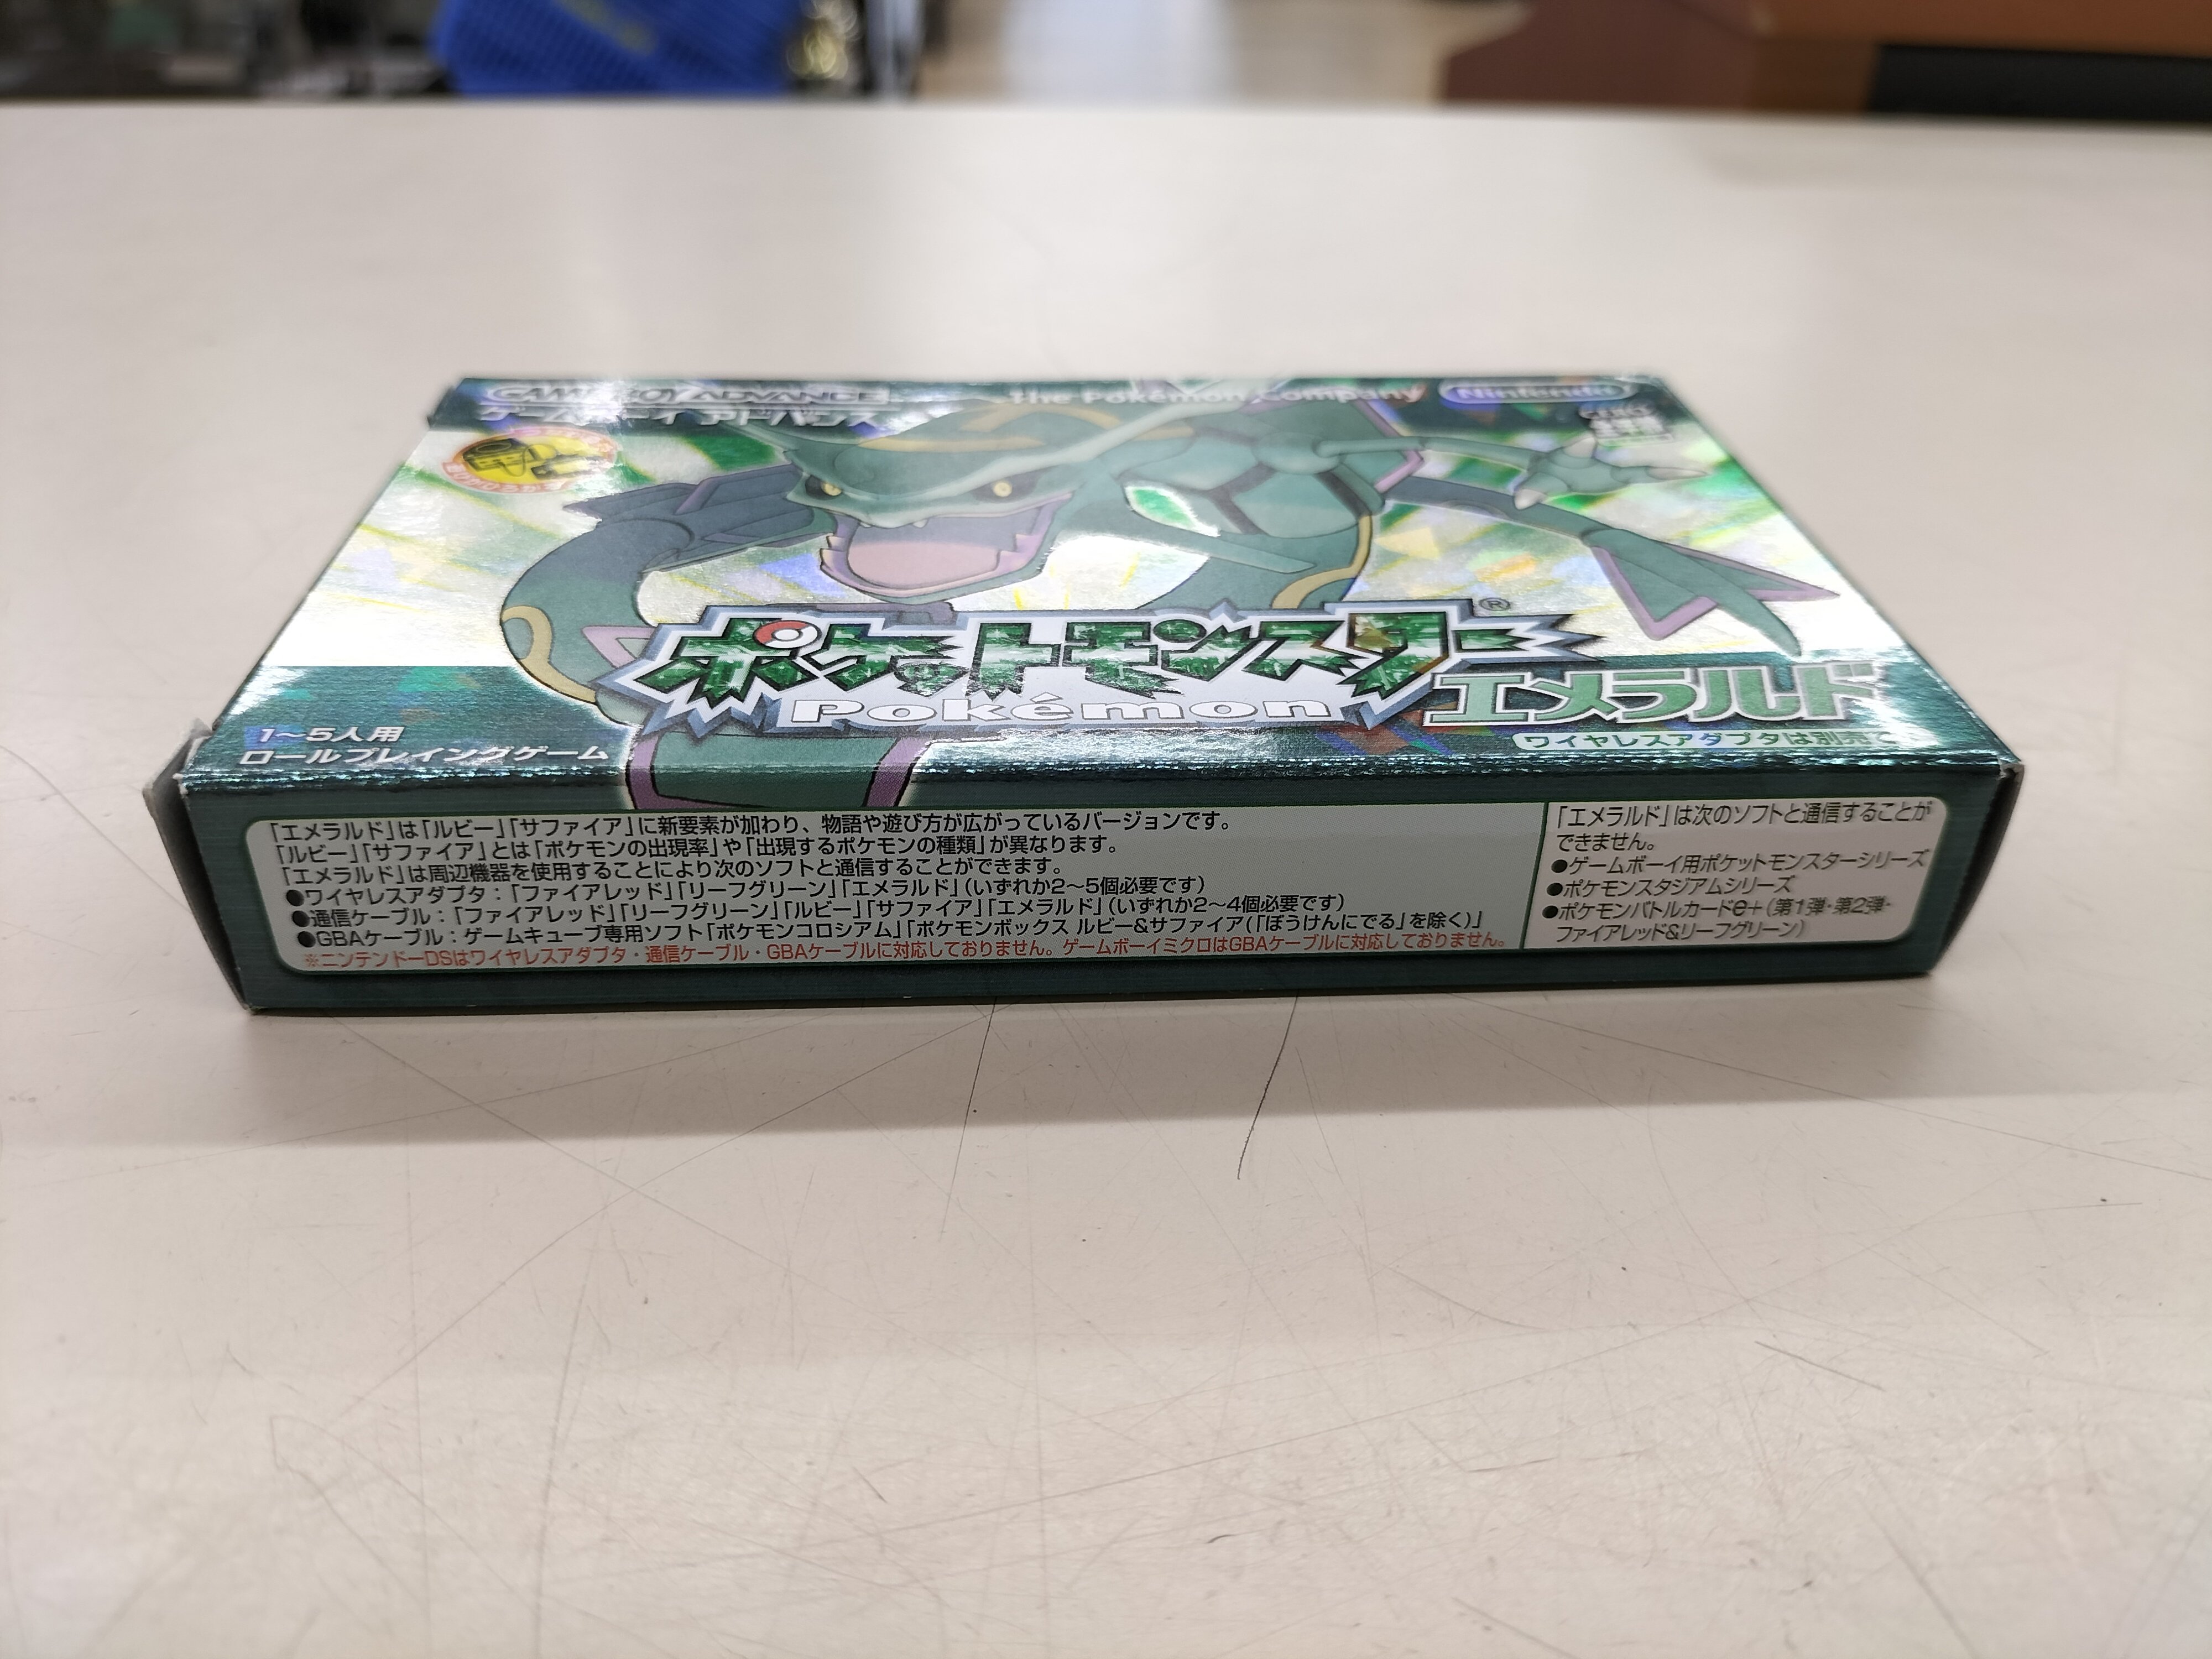 GAME BOY ADVANCE
ゲームボーイアドバンス
The Pokémon Company
Nintendo
ポケットモンスター®
Pokémon
エメラルド
ワイヤレスアダプタは別売で
1〜5人用
ロールプレイングゲーム
「エメラルド」は「ルビー」「サファイア」に新要素が加わり、物語や遊び方が広がっているバージョンです。
「ルビー」「サファイア」とは「ポケモンの出現率」や「出現するポケモンの種類」が異なります。
「エメラルド」は周辺機器を使用することにより次のソフトと通信することができます。
●ワイヤレスアダプタ：「ファイアレッド」「リーフグリーン」「エメラルド」(いずれか2〜5個必要です)
●通信ケーブル：「ファイアレッド」「リーフグリーン」「ルビー」「サファイア」「エメラルド」(いずれか2〜4個必要です)
●GBAケーブル：ゲームキューブ専用ソフト「ポケモンコロシアム」「ポケモンボックス ルビー&サファイア(「ぼうけんにでる」を除く)」
※ニンテンドーDSはワイヤレスアダプタ・通信ケーブル・GBAケーブルに対応しておりません。ゲームボーイミクロはGBAケーブルに対応しておりません。
「エメラルド」は次のソフトと通信することが
できません。
●ゲームボーイ用ポケットモンスターシリーズ
●ポケモンスタジアムシリーズ
●ポケモンバトルカードe+(第1弾・第2弾・
ファイアレッド&リーフグリーン)